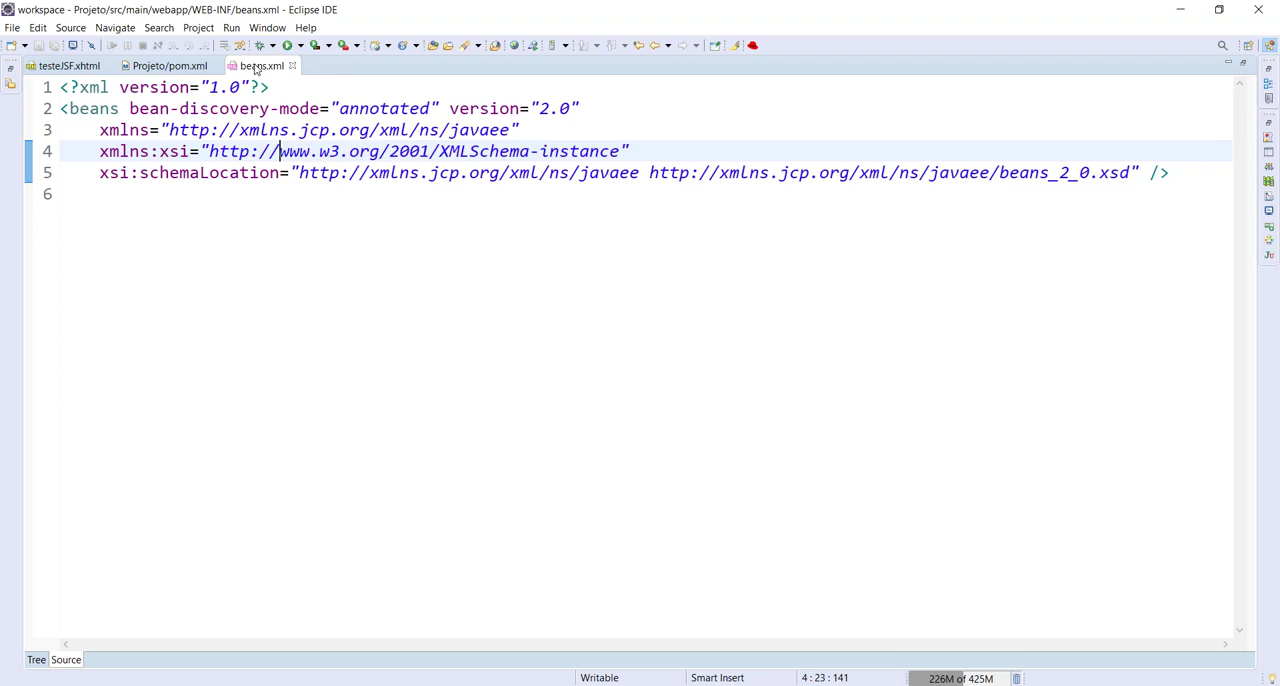 workspace - Projeto/src/main/webapp/WEB-INF/beans.xml - Eclipse IDE
File Edit Source Navigate Search Project Run Window Help
testeJSF.xhtml Projeto/pom.xml beans.xml
1 <?xml version="1.0"?>
2 <beans bean-discovery-mode="annotated" version="2.0"
3 xmlns="http://xmlns.jcp.org/xml/ns/javaee"
4 xmlns:xsi="http://www.w3.org/2001/XMLSchema-instance"
5 xsi:schemaLocation="http://xmlns.jcp.org/xml/ns/javaee http://xmlns.jcp.org/xml/ns/javaee/beans_2_0.xsd" />
6
Tree Source
Writable Smart Insert 4 : 23 : 141 226M of 425M